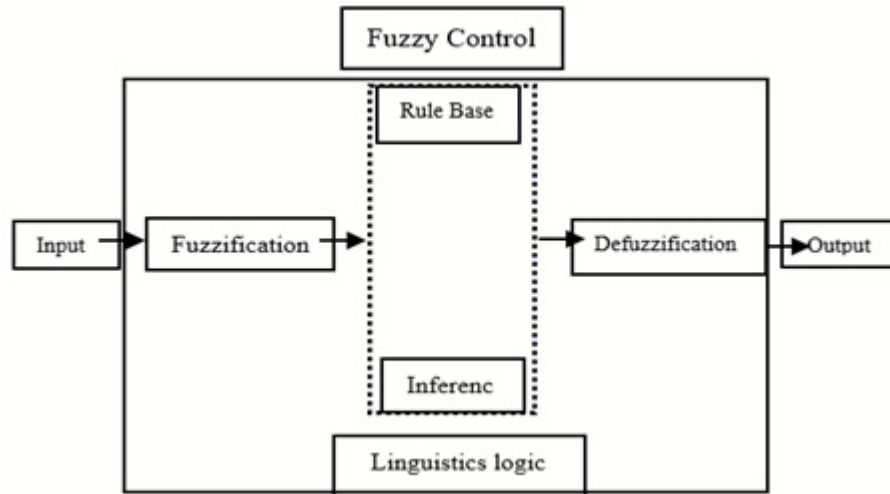 Fuzzy Control
Rule Base
Input
Fuzzification
Defuzzification
Output
Inferenc
Linguistics logic